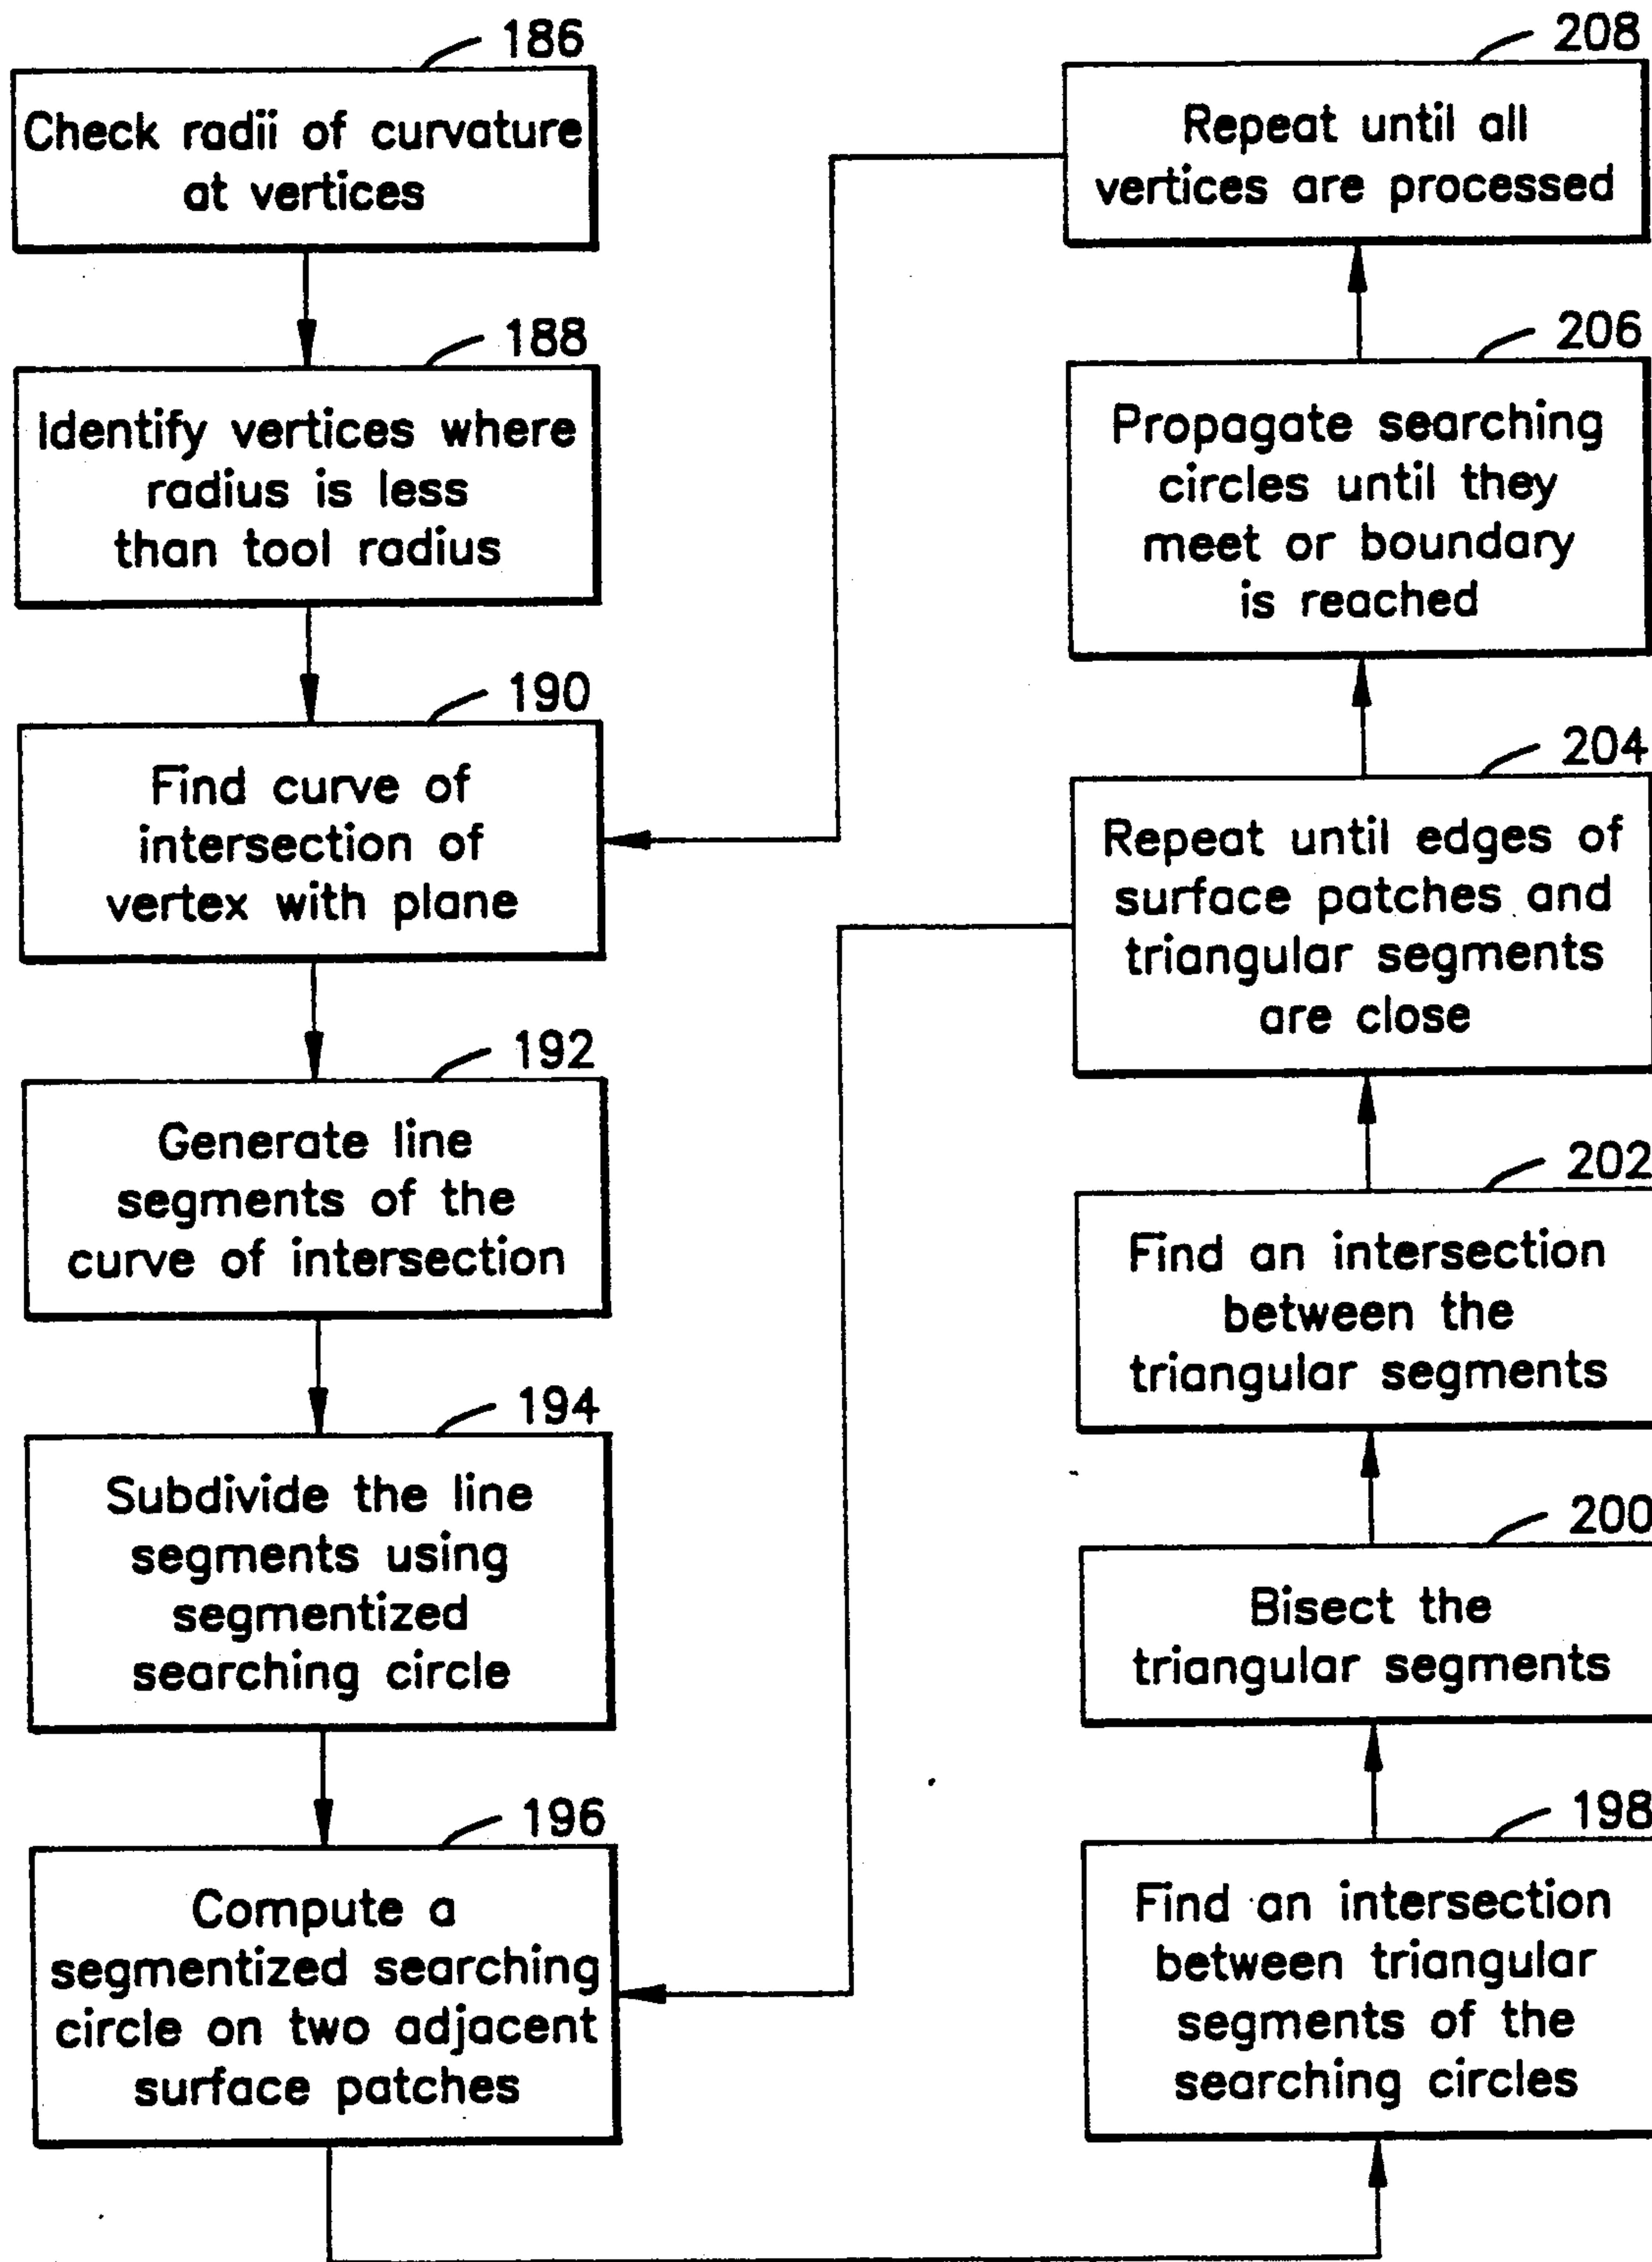 186
Check radii of curvature
at vertices
188
Identify vertices where
radius is less
than tool radius
190
Find curve of
intersection of
vertex with plane
192
Generate line
segments of the
curve of intersection
194
Subdivide the line
segments using
segmentized
searching circle
196
Compute a
segmentized searching
circle on two adjacent
surface patches
208
Repeat until all
vertices are processed
206
Propagate searching
circles until they
meet or boundary
is reached
204
Repeat until edges of
surface patches and
triangular segments
are close
202
Find an intersection
between the
triangular segments
200
Bisect the
triangular segments
198
Find an intersection
between triangular
segments of the
searching circles